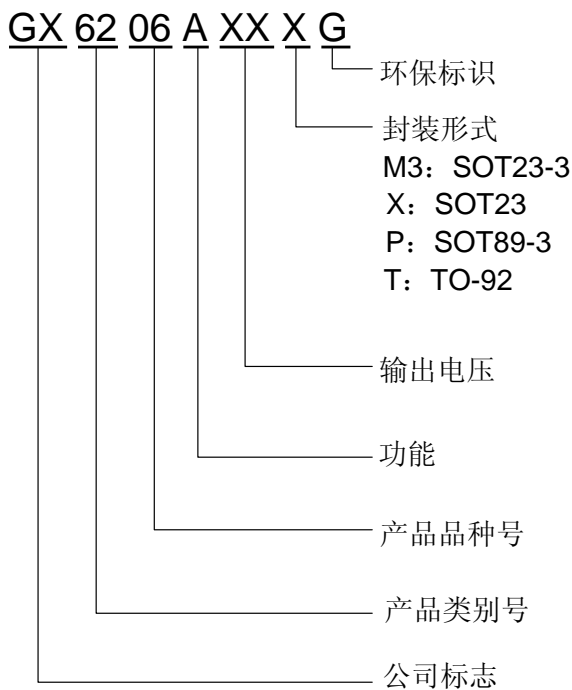 GX 62 06 A XX X G
环保标识
封装形式
M3：SOT23-3
X：SOT23
P：SOT89-3
T：TO-92
输出电压
功能
产品品种号
产品类别号
公司标志